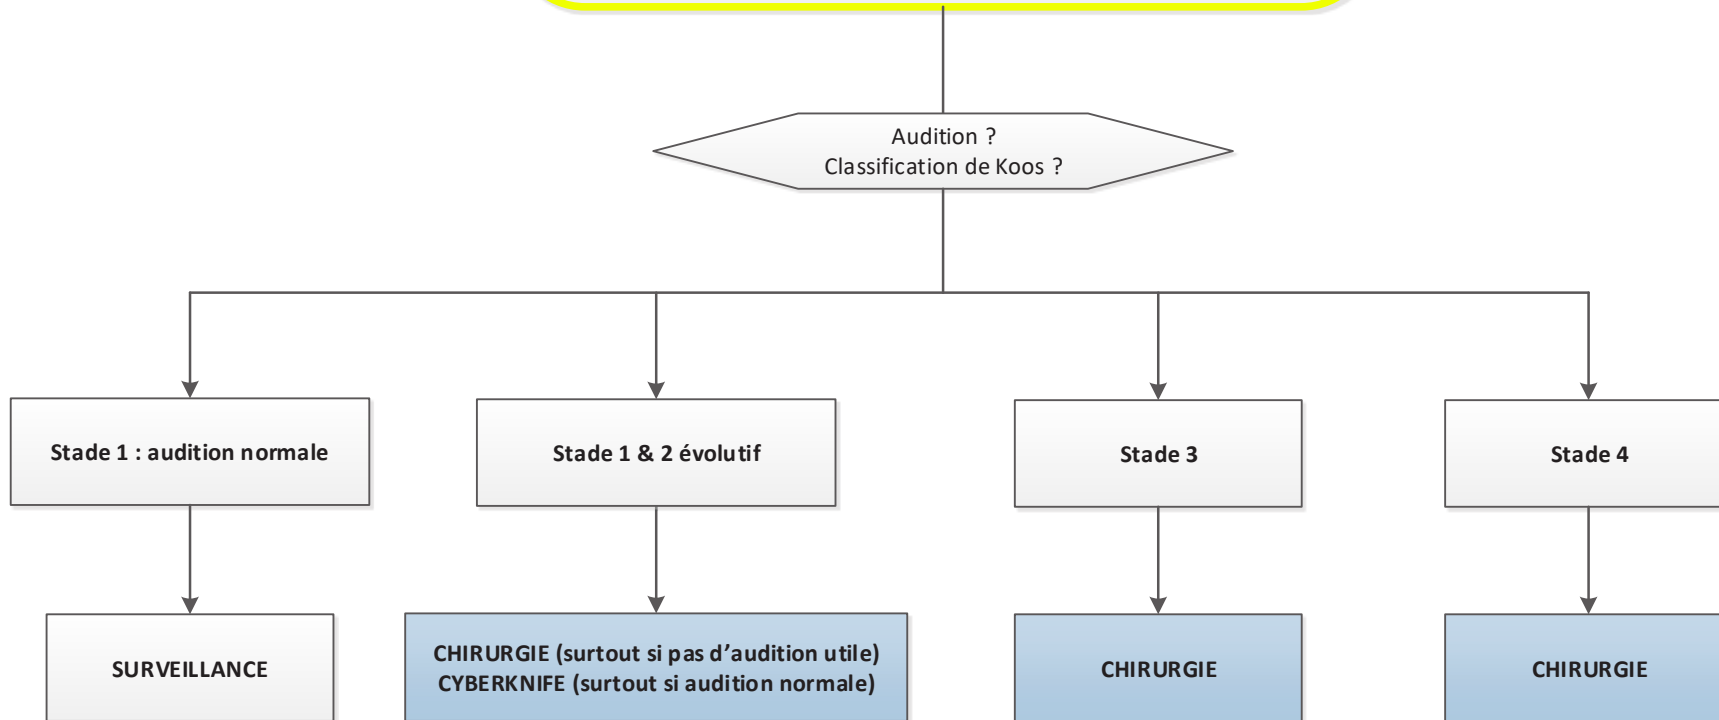 Audition ?
Classification de Koos ?
Stade 1 : audition normale
Stade 1 & 2 évolutif
Stade 3
Stade 4
SURVEILLANCE
CHIRURGIE (surtout si pas d’audition utile)
CYBERKNIFE (surtout si audition normale)
CHIRURGIE
CHIRURGIE